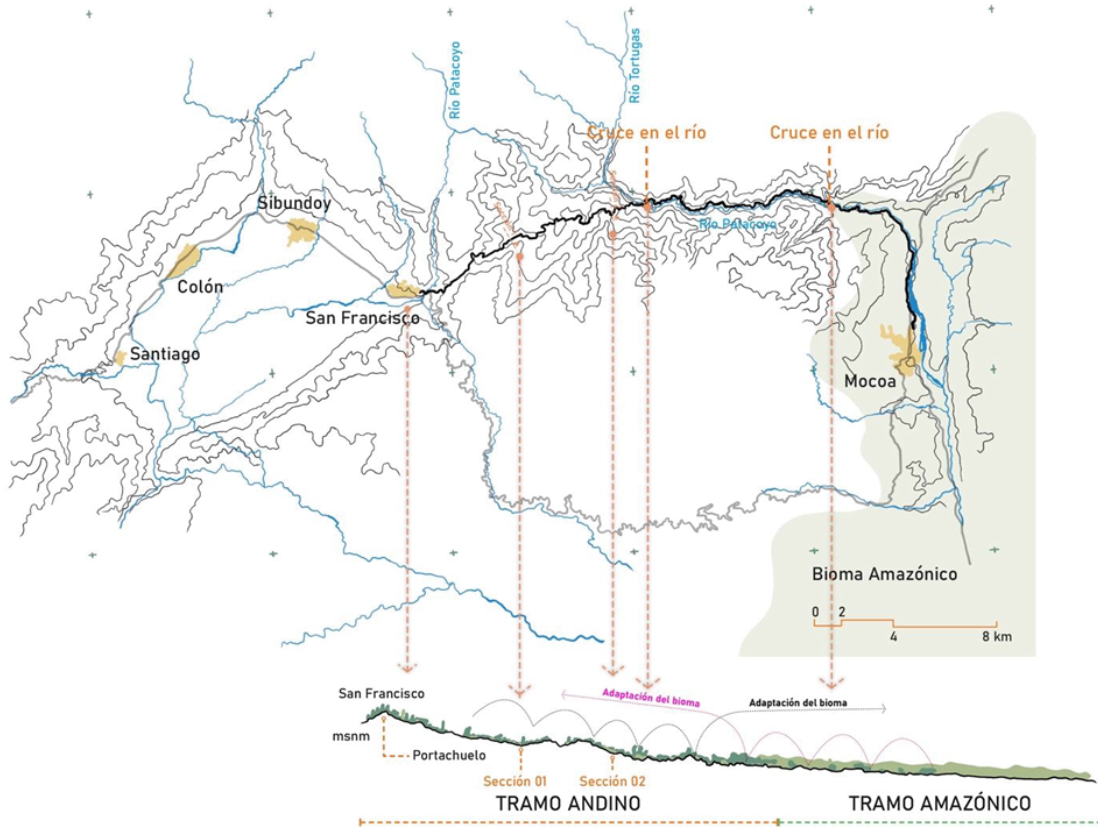 Río Patacoyo
Río Tortugas
Cruce en el río
Cruce en el río
Sibundoy
Río Patacoyo
Colón
San Francisco
Santiago
Mocoa
Bioma Amazónico
0 2
4
8 km
San Francisco
Adaptación del bioma
Adaptación del bioma
msnm
Portachuelo
Sección 01
Sección 02
TRAMO ANDINO
TRAMO AMAZÓNICO